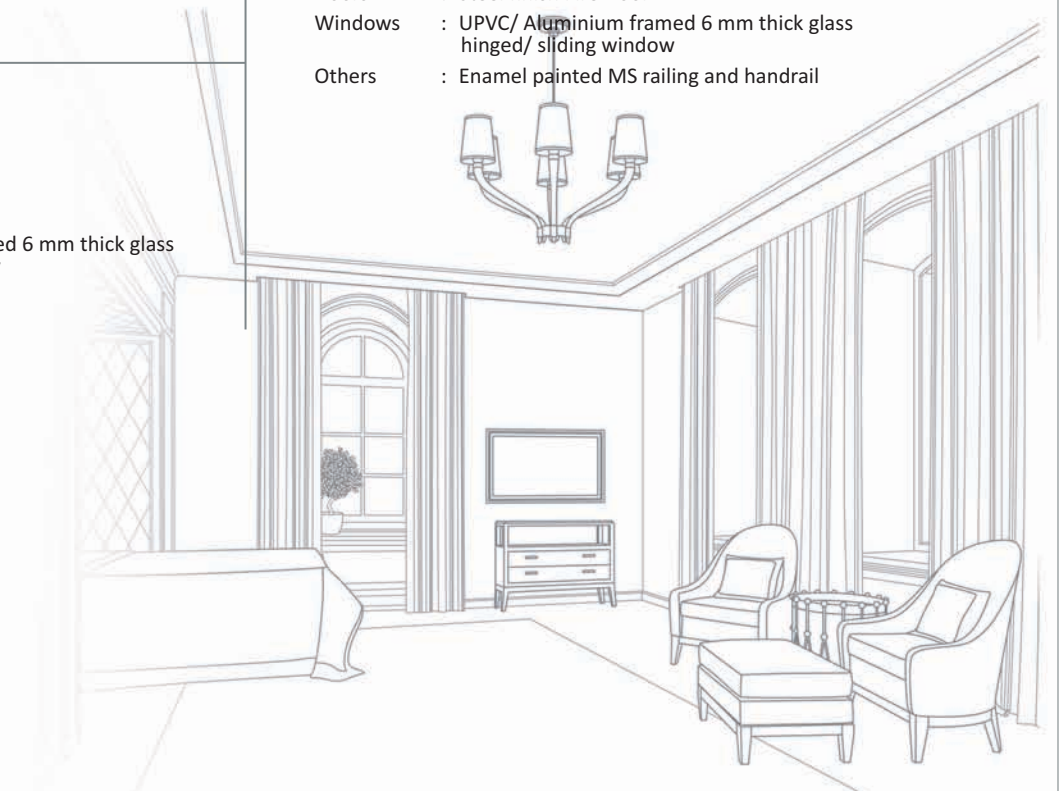 Windows : UPVC/ Aluminium framed 6 mm thick glass
hinged/ sliding window
Others : Enamel painted MS railing and handrail
ed 6 mm thick glass